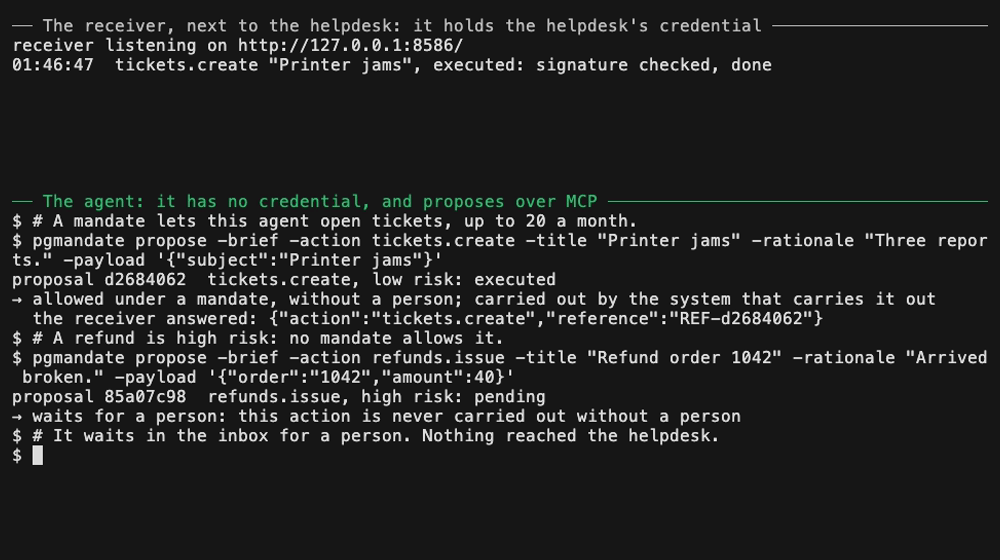 ── The receiver, next to the helpdesk: it holds the helpdesk's credential ──
receiver listening on http://127.0.0.1:8586/
01:46:47  tickets.create "Printer jams", executed: signature checked, done
── The agent: it has no credential, and proposes over MCP ──
$ # A mandate lets this agent open tickets, up to 20 a month.
$ pgmandate propose -brief -action tickets.create -title "Printer jams" -rationale "Three repor
ts." -payload '{"subject":"Printer jams"}'
proposal d2684062  tickets.create, low risk: executed
→ allowed under a mandate, without a person; carried out by the system that carries it out
  the receiver answered: {"action":"tickets.create","reference":"REF-d2684062"}
$ # A refund is high risk: no mandate allows it.
$ pgmandate propose -brief -action refunds.issue -title "Refund order 1042" -rationale "Arrived
 broken." -payload '{"order":"1042","amount":40}'
proposal 85a07c98  refunds.issue, high risk: pending
→ waits for a person: this action is never carried out without a person
$ # It waits in the inbox for a person. Nothing reached the helpdesk.
$